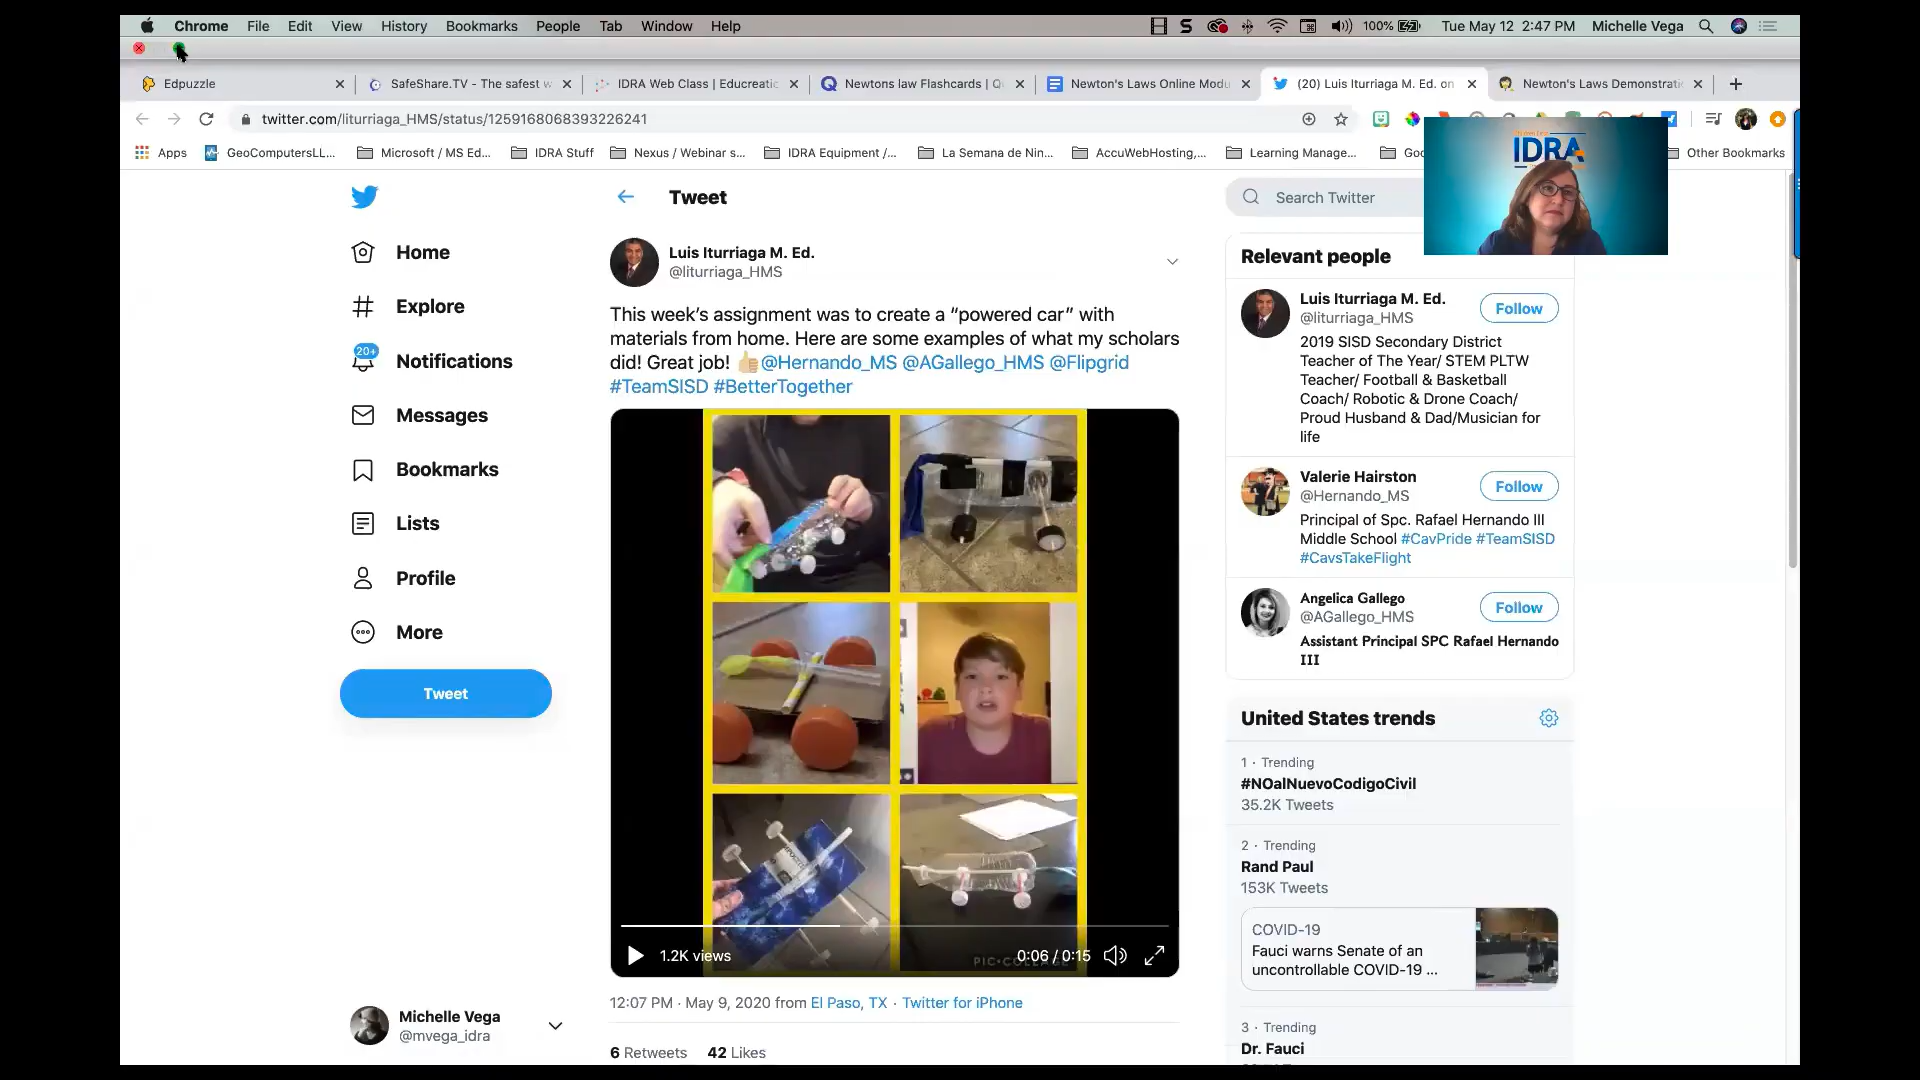 Chrome File Edit View History Bookmarks People Tab Window Help
100% Tue May 12 2:47 PM Michelle Vega
Edpuzzle
SafeShare.TV - The safest w
IDRA Web Class | Educreatic
Newtons law Flashcards | Q
Newton's Laws Online Modu
(20) Luis Iturriaga M. Ed. on
Newton's Laws Demonstrati
twitter.com/liturriaga_HMS/status/1259168068393226241
Apps
GeoComputersLL...
Microsoft / MS Ed...
IDRA Stuff
Nexus / Webinar s...
IDRA Equipment /...
La Semana de Nin...
AccuWebHosting,...
Learning Manage...
Goo
Other Bookmarks
IDRA
Home
Explore
20+
Notifications
Messages
Bookmarks
Lists
Profile
More
Tweet
Michelle Vega
@mvega_idra
Tweet
Luis Iturriaga M. Ed.
@liturriaga_HMS
This week's assignment was to create a “powered car” with
materials from home. Here are some examples of what my scholars
did! Great job! 👍🏼@Hernando_MS @AGallego_HMS @Flipgrid
#TeamSISD #BetterTogether
1.2K views
0:06 / 0:15
PIC•COLLAGE
12:07 PM · May 9, 2020 from El Paso, TX · Twitter for iPhone
6 Retweets 42 Likes
Search Twitter
Relevant people
Luis Iturriaga M. Ed.
@liturriaga_HMS
Follow
2019 SISD Secondary District
Teacher of The Year/ STEM PLTW
Teacher/ Football & Basketball
Coach/ Robotic & Drone Coach/
Proud Husband & Dad/Musician for
life
Valerie Hairston
@Hernando_MS
Follow
Principal of Spc. Rafael Hernando III
Middle School #CavPride #TeamSISD
#CavsTakeFlight
Angelica Gallego
@AGallego_HMS
Follow
Assistant Principal SPC Rafael Hernando
III
United States trends
1 · Trending
#NOalNuevoCodigoCivil
35.2K Tweets
2 · Trending
Rand Paul
153K Tweets
COVID-19
Fauci warns Senate of an
uncontrollable COVID-19 ...
3 · Trending
Dr. Fauci